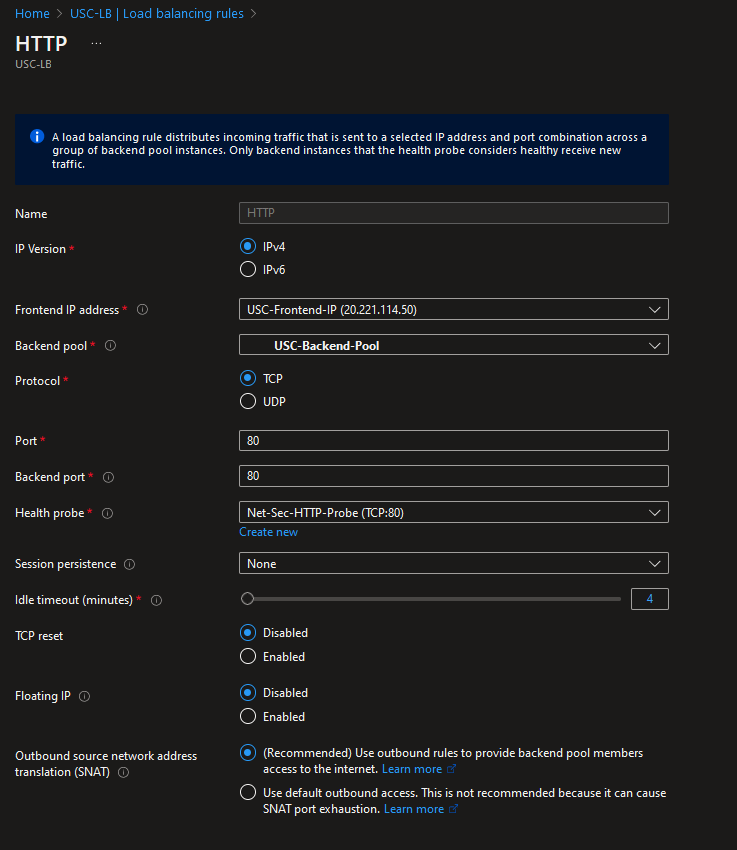 Home > USC-LB | Load balancing rules >
HTTP ...
USC-LB
A load balancing rule distributes incoming traffic that is sent to a selected IP address and port combination across a
group of backend pool instances. Only backend instances that the health probe considers healthy receive new
traffic.
Name HTTP
IP Version * IPv4
IPv6
Frontend IP address * USC-Frontend-IP (20.221.114.50)
Backend pool * USC-Backend-Pool
Protocol * TCP
UDP
Port * 80
Backend port * 80
Health probe * Net-Sec-HTTP-Probe (TCP:80)
Create new
Session persistence None
Idle timeout (minutes) * 4
TCP reset Disabled
Enabled
Floating IP Disabled
Enabled
Outbound source network address
translation (SNAT)
(Recommended) Use outbound rules to provide backend pool members
access to the internet. Learn more
Use default outbound access. This is not recommended because it can cause
SNAT port exhaustion. Learn more